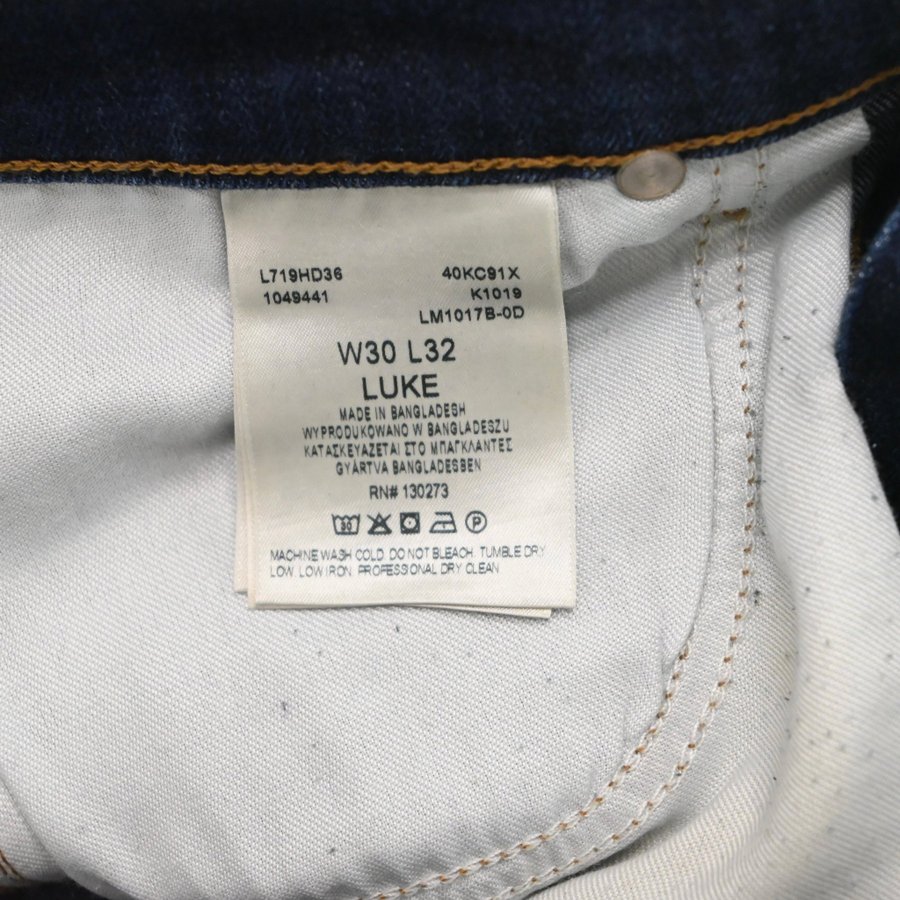 L719HD36 40KC91X
1049441 K1019
LM1017B-0D
W30 L32
LUKE
MADE IN BANGLADESH
WYPRODUKOWANO W BANGLADESZU
ΚΑΤΑΣΚΕΥΑΖΕΤΑΙ ΣΤΟ ΜΠΑΓΚΛΑΝΤΕΣ
GYÁRTVA BANGLADESBEN
RN# 130273
30 P
MACHINE WASH COLD DO NOT BLEACH TUMBLE DRY
LOW LOW IRON PROFESSIONAL DRY CLEAN